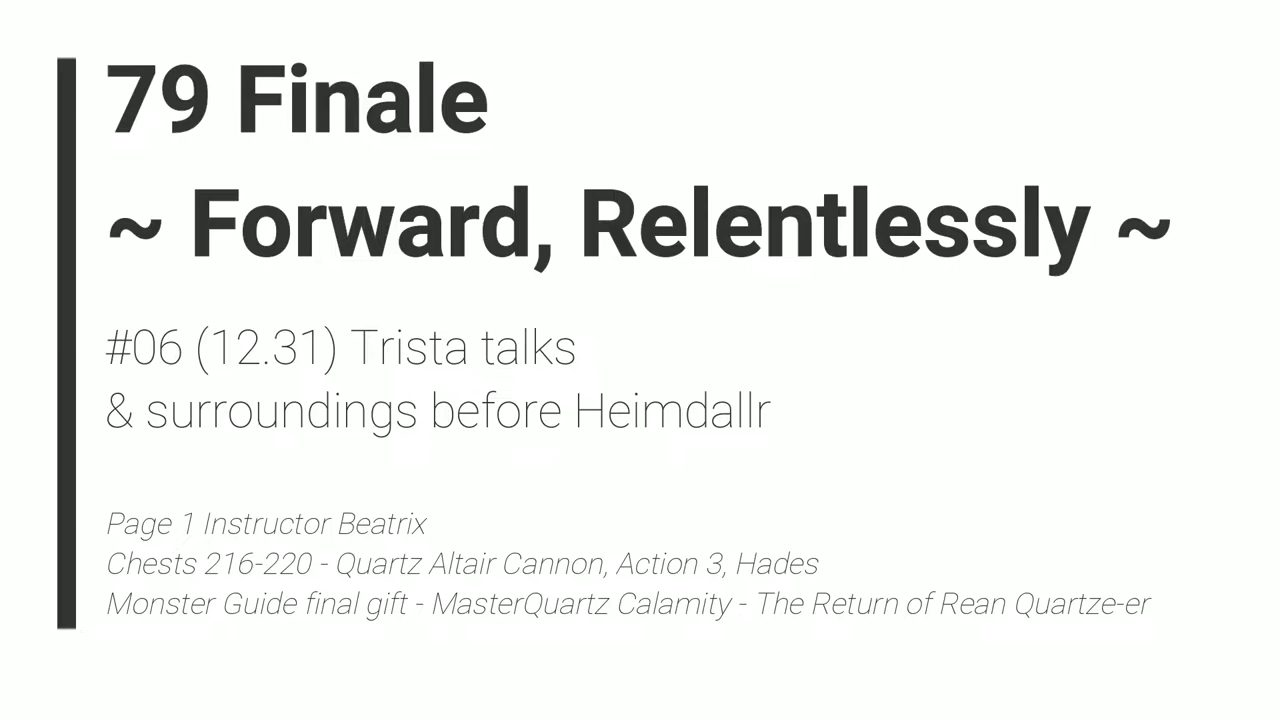 79 Finale
~ Forward, Relentlessly ~
#06 (12.31) Trista talks
& surroundings before Heimdallr
Page 1 Instructor Beatrix
Chests 216-220 - Quartz Altair Cannon, Action 3, Hades
Monster Guide final gift - MasterQuartz Calamity - The Return of Rean Quartze-er